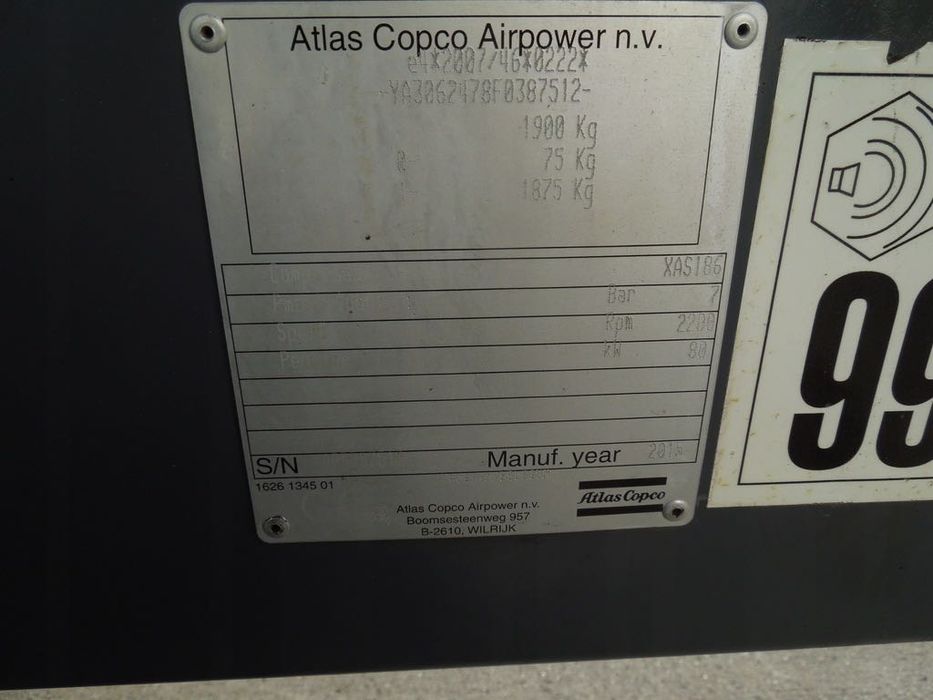 Atlas Copco Airpower n.v.
e4*2007/46*0222*
-YA3062478F0387512-
1900 Kg
75 Kg
1875 Kg
XAS186
Bar 7
Rpm 2200
kW 80
S/N
Manuf. year
1626 1345 01
Atlas Copco
Atlas Copco Airpower n.v.
Boomsesteenweg 957
B-2610, WILRIJK
99